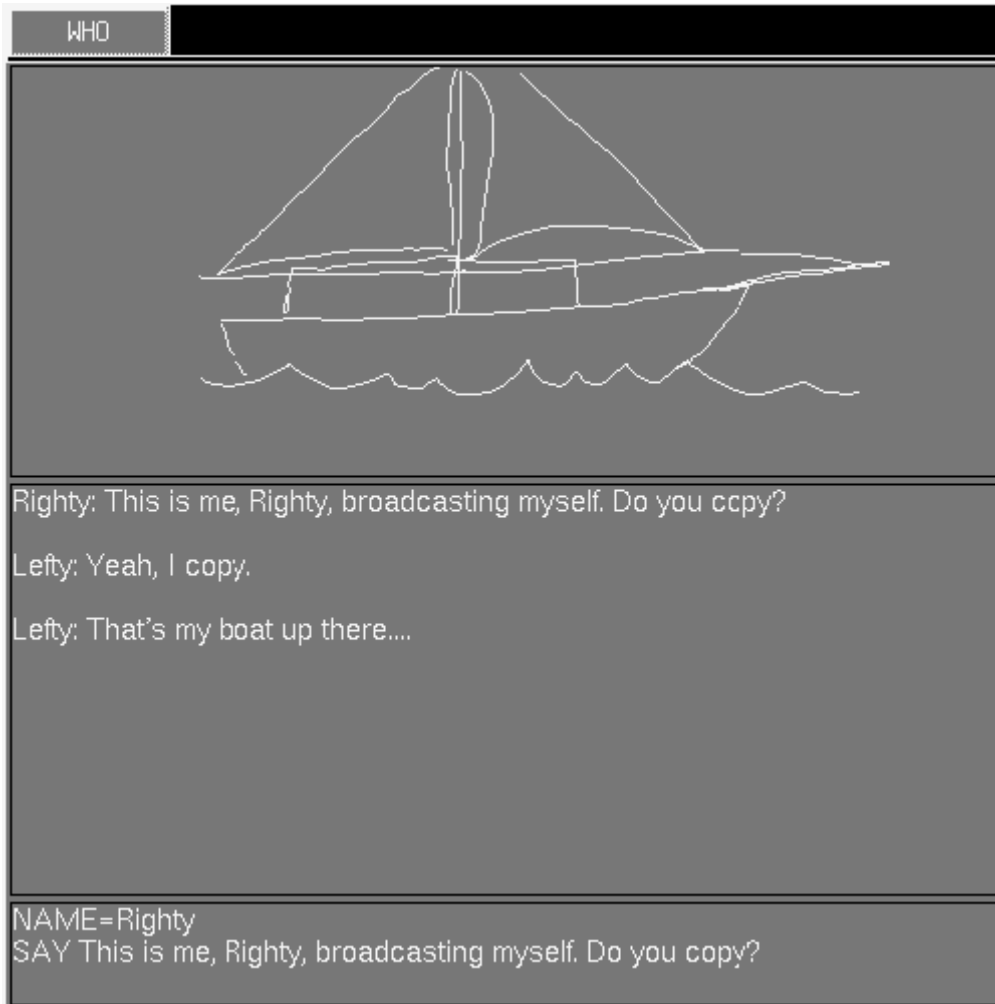 WHO
Righty: This is me, Righty, broadcasting myself. Do you ccpy?
Lefty: Yeah, I copy.
Lefty: That's my boat up there....
NAME=Righty
SAY This is me, Righty, broadcasting myself. Do you copy?